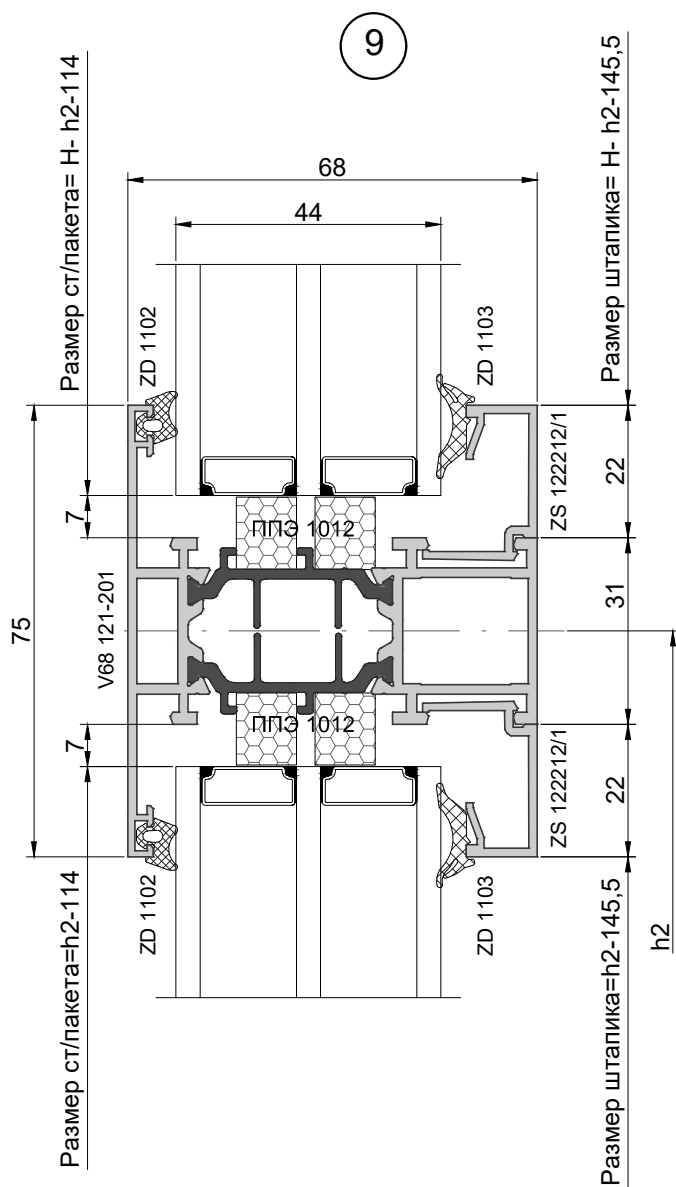 9
Размер ст/пакета= H- h2-114
Размер штапика= H- h2-145,5
68
44
ZD 1102
ZD 1103
ZS 122212/1
22
7
ППЭ 1012
75
V68 121-201
31
7
ППЭ 1012
ZS 122212/1
22
ZD 1102
ZD 1103
h2
Размер ст/пакета=h2-114
Размер штапика=h2-145,5